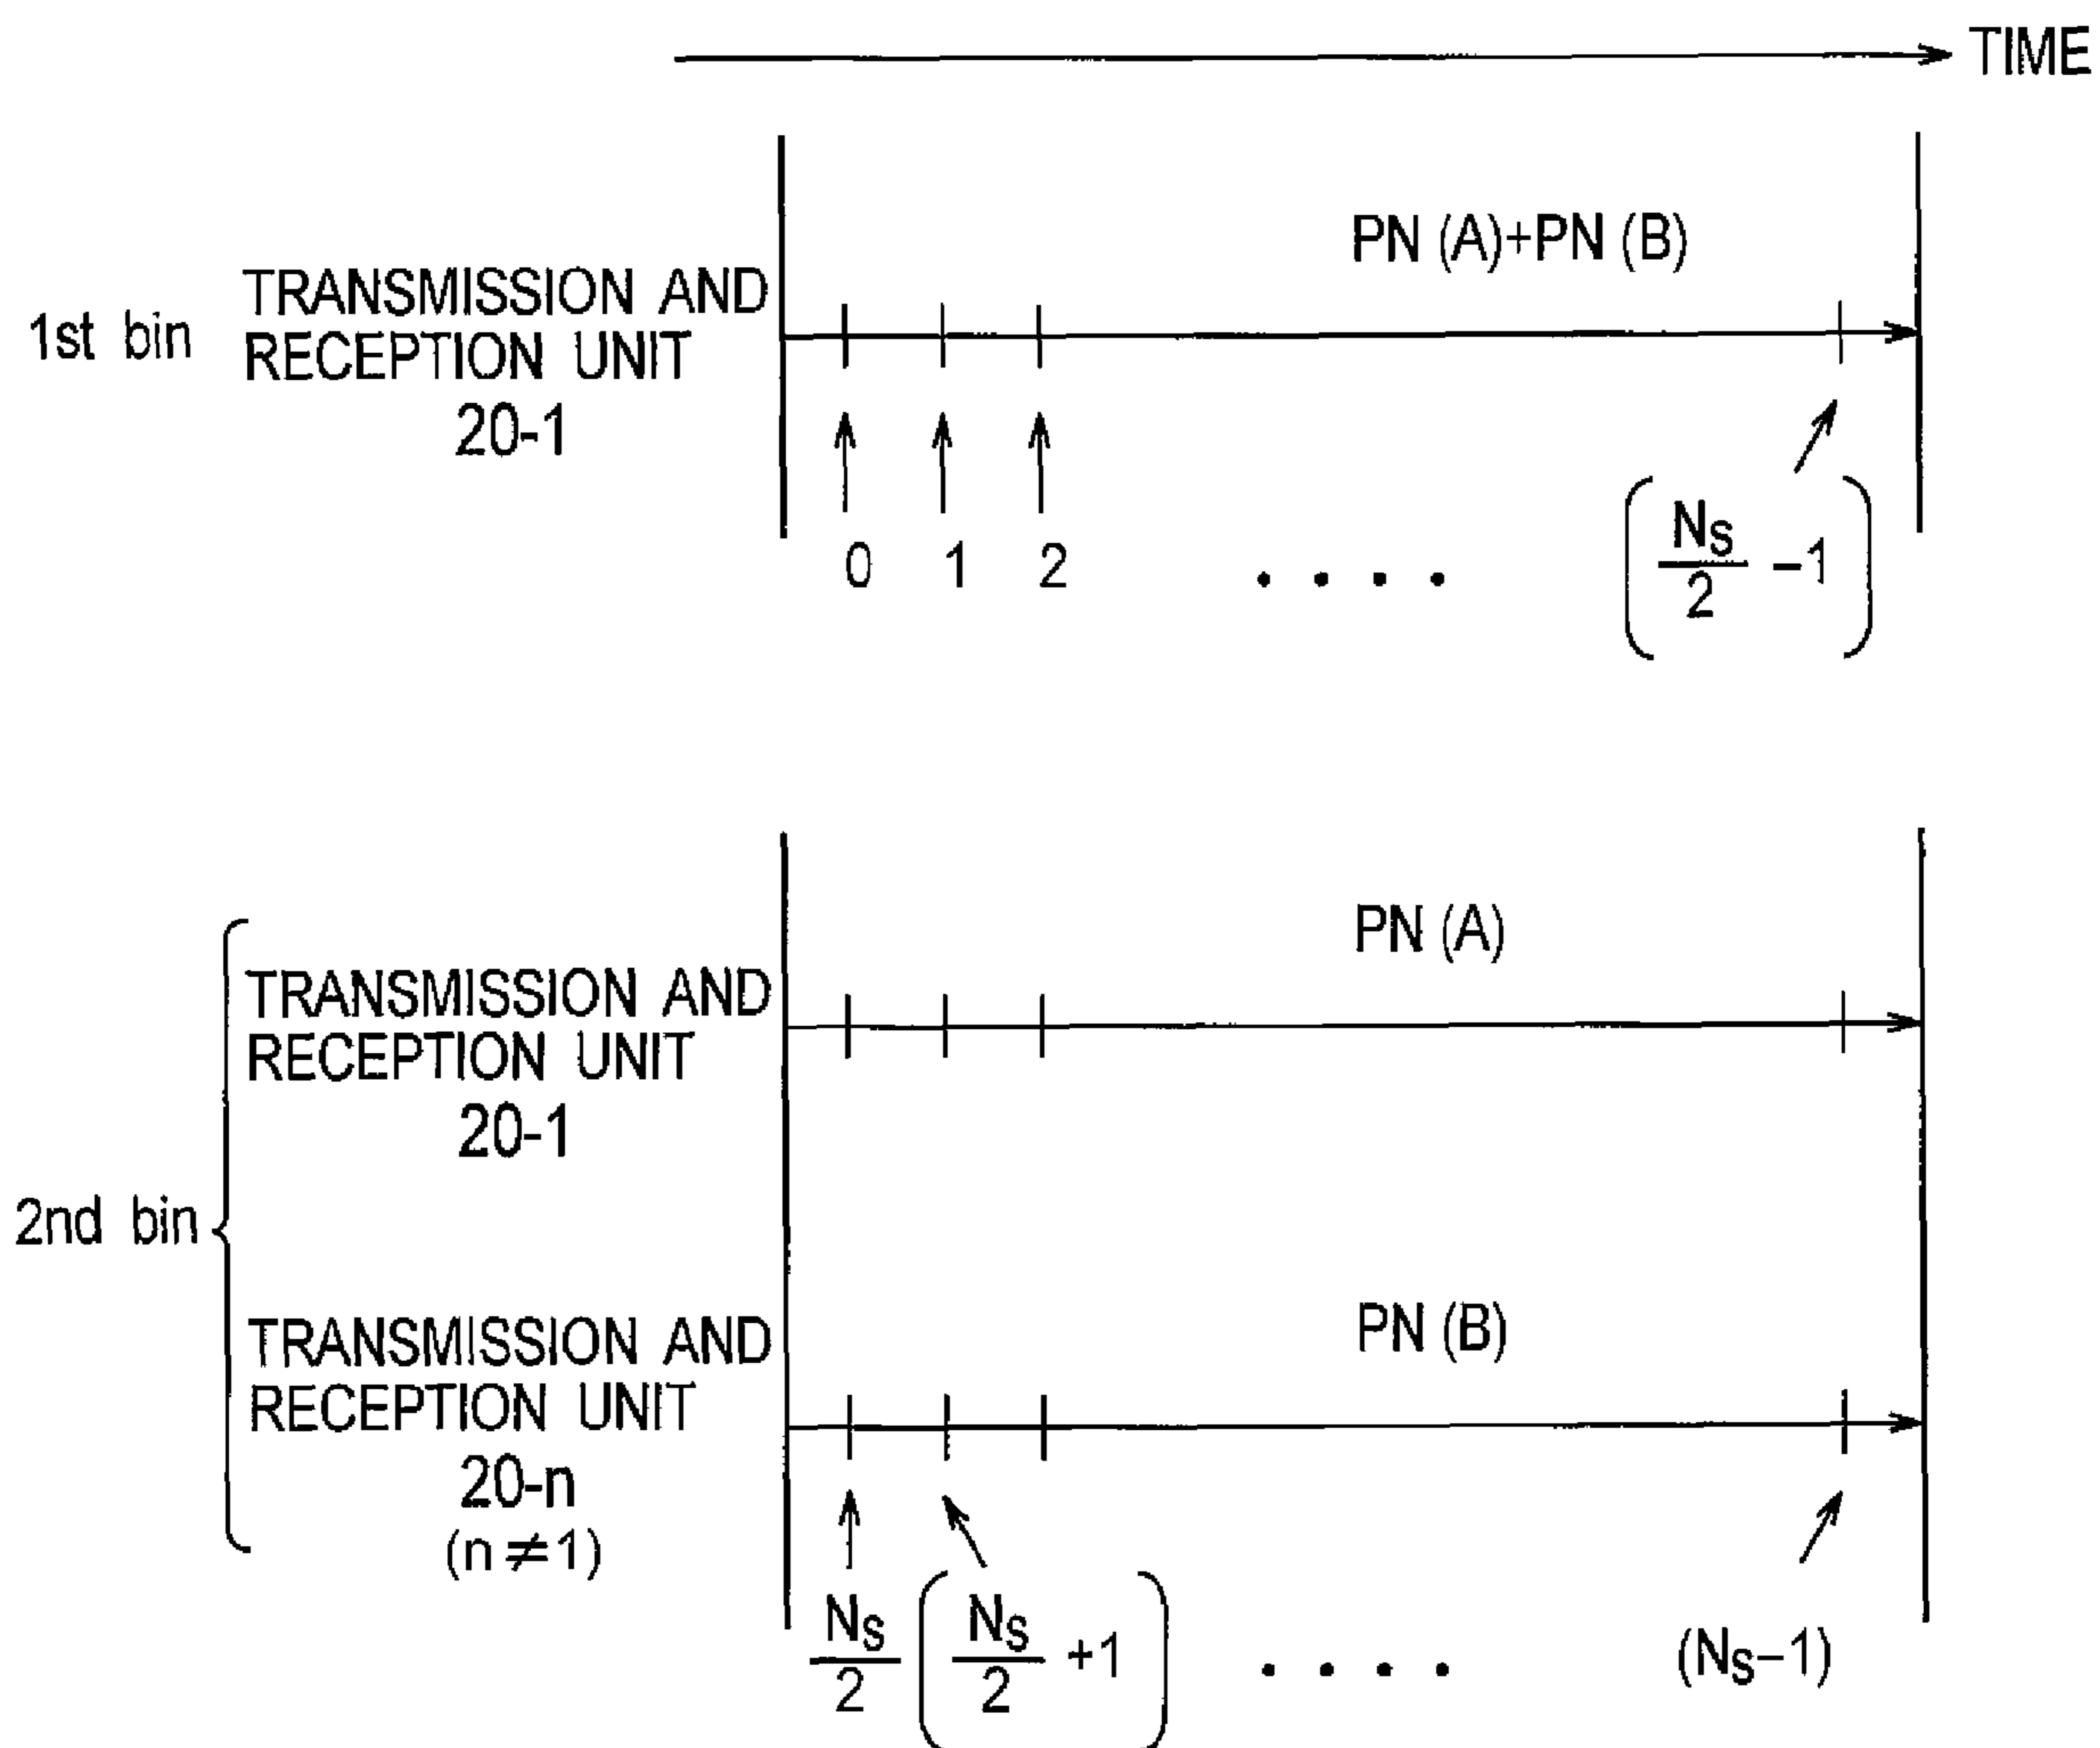 TIME
PN (A)+PN (B)
1st bin
TRANSMISSION AND
RECEPTION UNIT
20-1
0 1 2 . . . . (Ns/2 −1)
PN (A)
TRANSMISSION AND
RECEPTION UNIT
20-1
2nd bin
PN (B)
TRANSMISSION AND
RECEPTION UNIT
20-n
(n≠1)
Ns/2 (Ns/2 +1) . . . . (Ns−1)